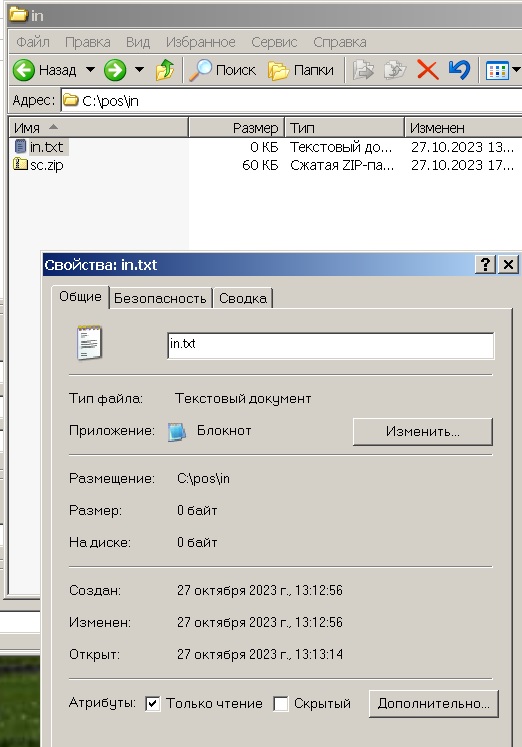 in
Файл Правка Вид Избранное Сервис Справка
Назад Поиск Папки
Адрес: C:\pos\in
Имя Размер Тип Изменен
in.txt 0 КБ Текстовый до... 27.10.2023 13...
sc.zip 60 КБ Сжатая ZIP-па... 27.10.2023 17...
Свойства: in.txt
Общие Безопасность Сводка
in.txt
Тип файла: Текстовый документ
Приложение: Блокнот Изменить...
Размещение: C:\pos\in
Размер: 0 байт
На диске: 0 байт
Создан: 27 октября 2023 г., 13:12:56
Изменен: 27 октября 2023 г., 13:12:56
Открыт: 27 октября 2023 г., 13:13:14
Атрибуты: Только чтение Скрытый Дополнительно...